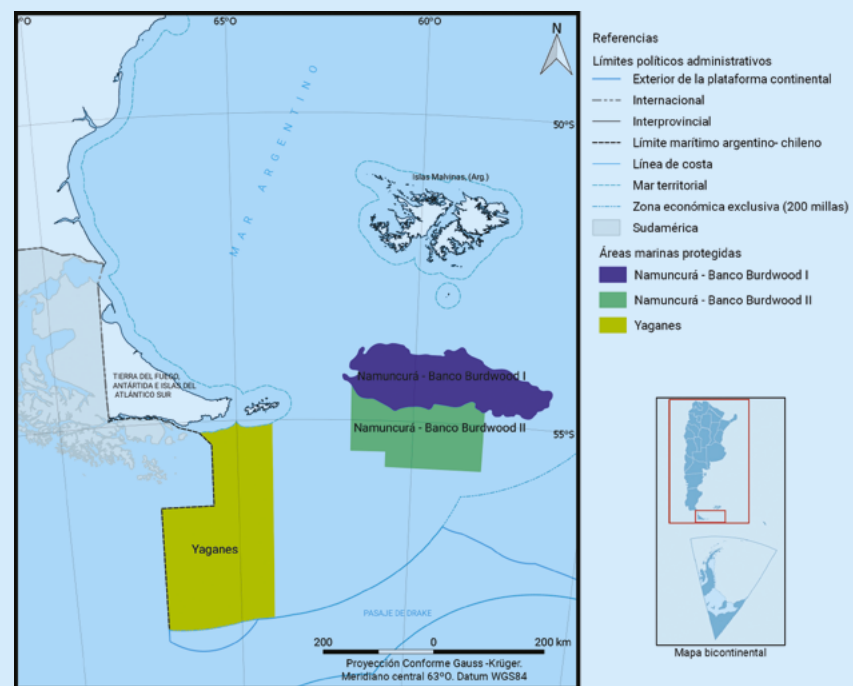 65°O
60°O
N
50°S
MAR ARGENTINO
Islas Malvinas, (Arg.)
TIERRA DEL FUEGO,
ANTÁRTIDA E ISLAS DEL
ATLÁNTICO SUR
Namuncurá - Banco Burdwood I
Namuncurá - Banco Burdwood II
55°S
Yaganes
PASAJE DE DRAKE
200 0 200 km
Proyección Conforme Gauss -Krüger.
Meridiano central 63ºO. Datum WGS84
Referencias
Límites políticos administrativos
Exterior de la plataforma continental
Internacional
Interprovincial
Límite marítimo argentino- chileno
Línea de costa
Mar territorial
Zona económica exclusiva (200 millas)
Sudamérica
Áreas marinas protegidas
Namuncurá - Banco Burdwood I
Namuncurá - Banco Burdwood II
Yaganes
Mapa bicontinental